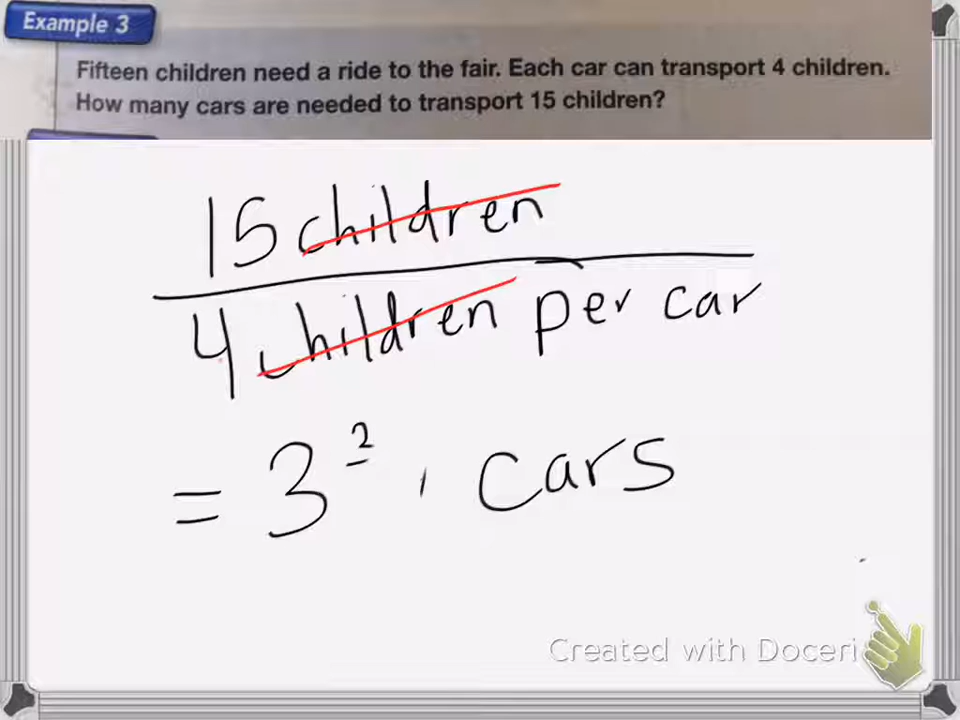 Example 3
Fifteen children need a ride to the fair. Each car can transport 4 children.
How many cars are needed to transport 15 children?
15 children
4 children per car
= 3 2 cars
Created with Doceri